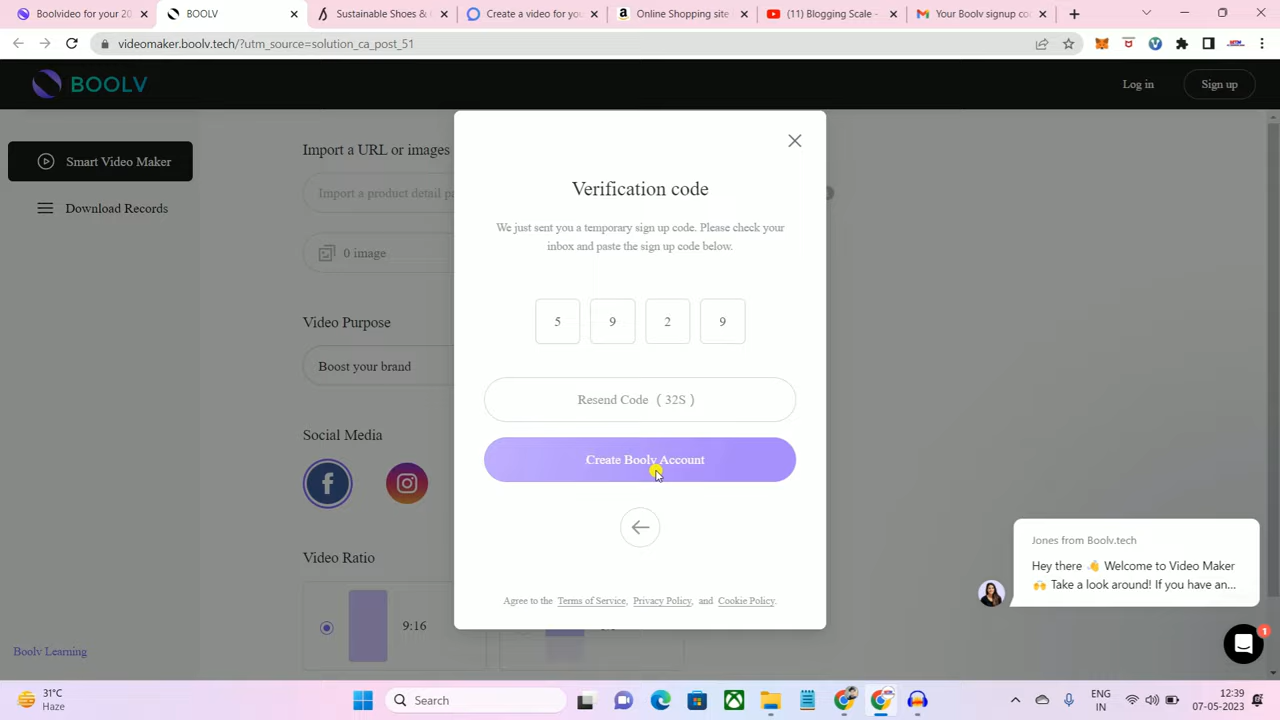 Boolvideo for your 20
BOOLV
Sustainable Shoes &
Create a video for you
Online Shopping site
(11) Blogging Scale -
Your Boolv signup co
videomaker.boolv.tech/?utm_source=solution_ca_post_51
BOOLV
Log in
Sign up
Smart Video Maker
Download Records
Import a URL or images
Import a product detail pa
0 image
Video Purpose
Boost your brand
Social Media
Video Ratio
9:16
Boolv Learning
Verification code
We just sent you a temporary sign up code. Please check your
inbox and paste the sign up code below.
5 9 2 9
Resend Code ( 32S )
Create Boolv Account
Agree to the Terms of Service, Privacy Policy, and Cookie Policy.
Jones from Boolv.tech
Hey there 👋 Welcome to Video Maker
🙌 Take a look around! If you have an...
1
31°C
Haze
Search
ENG
IN
12:39
07-05-2023